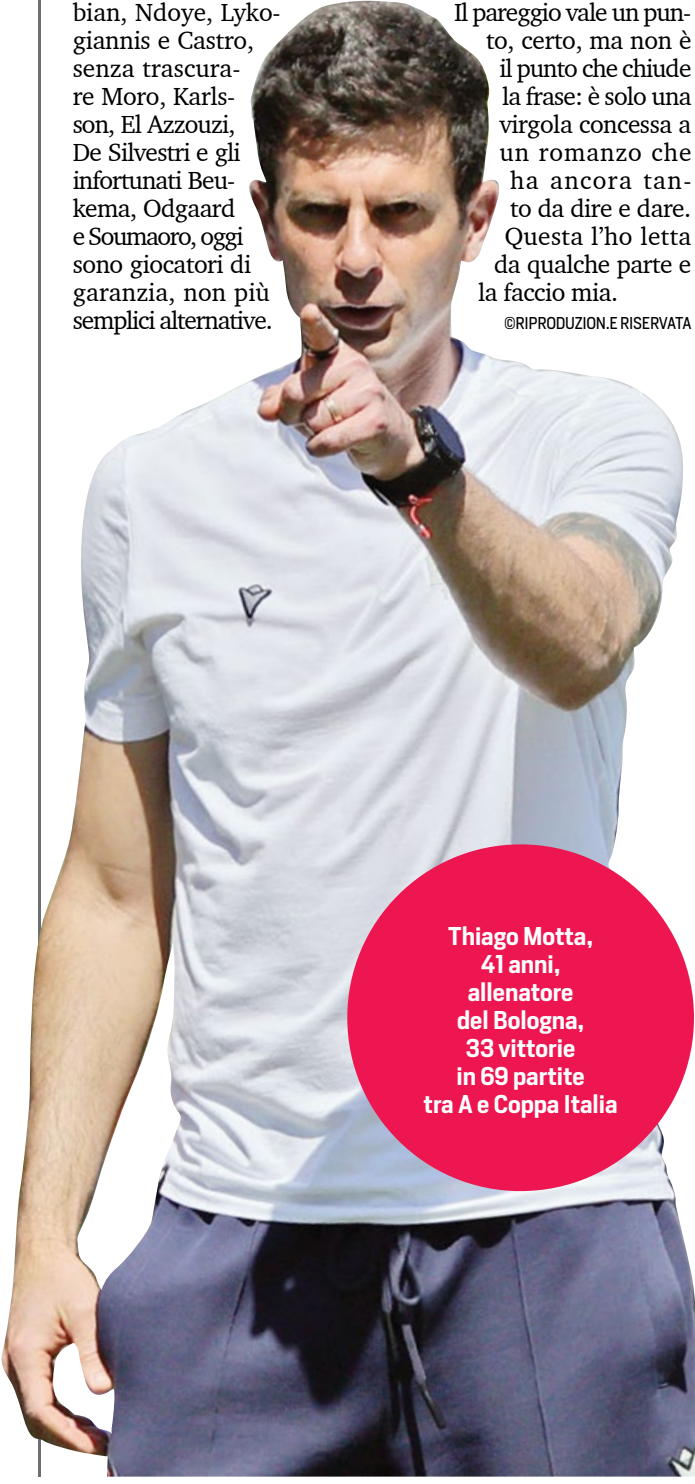 bian, Ndoye, Lyko-
giannis e Castro,
senza trascura-
re Moro, Karls-
son, El Azzouzi,
De Silvestri e gli
infortunati Beu-
kema, Odgaard
e Soumaoro, oggi
sono giocatori di
garanzia, non più
semplici alternative.
Il pareggio vale un pun-
to, certo, ma non è
il punto che chiude
la frase: è solo una
virgola concessa a
un romanzo che
ha ancora tan-
to da dire e dare.
Questa l’ho letta
da qualche parte e
la faccio mia.
©RIPRODUZION.E RISERVATA
Thiago Motta,
41 anni,
allenatore
del Bologna,
33 vittorie
in 69 partite
tra A e Coppa Italia